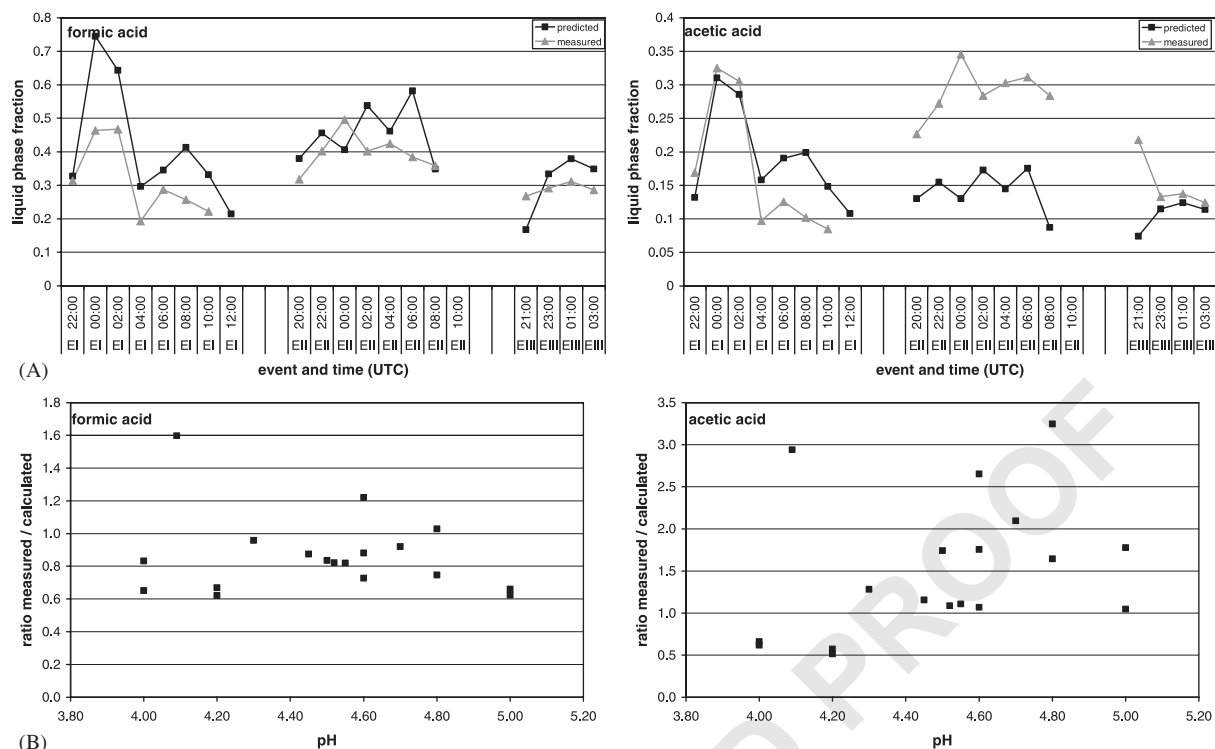 formic acid
predicted
measured
0.8
0.7
0.6
0.5
0.4
0.3
0.2
0.1
0
liquid phase fraction
22:00 00:00 02:00 04:00 06:00 08:00 10:00 12:00 20:00 22:00 00:00 02:00 04:00 06:00 08:00 10:00 21:00 23:00 01:00 03:00
EI EI EI EI EI EI EI EI EII EII EII EII EII EII EII EII EIII EIII EIII EIII
event and time (UTC)
acetic acid
predicted
measured
0.4
0.35
0.3
0.25
0.2
0.15
0.1
0.05
0
liquid phase fraction
22:00 00:00 02:00 04:00 06:00 08:00 10:00 12:00 20:00 22:00 00:00 02:00 04:00 06:00 08:00 10:00 21:00 23:00 01:00 03:00
EI EI EI EI EI EI EI EI EII EII EII EII EII EII EII EII EIII EIII EIII EIII
event and time (UTC)
(A)
formic acid
1.8
1.6
1.4
1.2
1.0
0.8
0.6
0.4
0.2
0.0
ratio measured / calculated
3.80 4.00 4.20 4.40 4.60 4.80 5.00 5.20
pH
acetic acid
3.5
3.0
2.5
2.0
1.5
1.0
0.5
0.0
ratio measured / calculated
3.80 4.00 4.20 4.40 4.60 4.80 5.00 5.20
pH
(B)
D PROOF